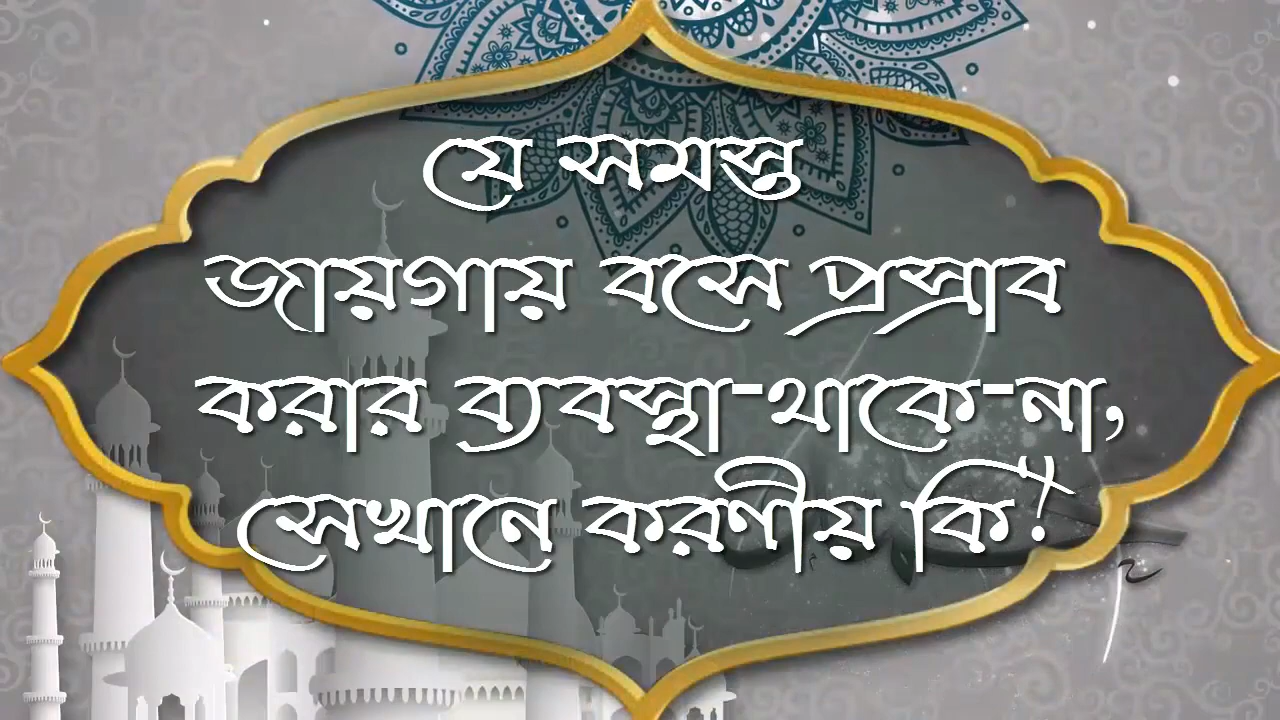 যে সমস্ত
জায়গায় বসে প্রস্রাব
করার ব্যবস্থা-থাকে-না,
সেখানে করণীয় কি!